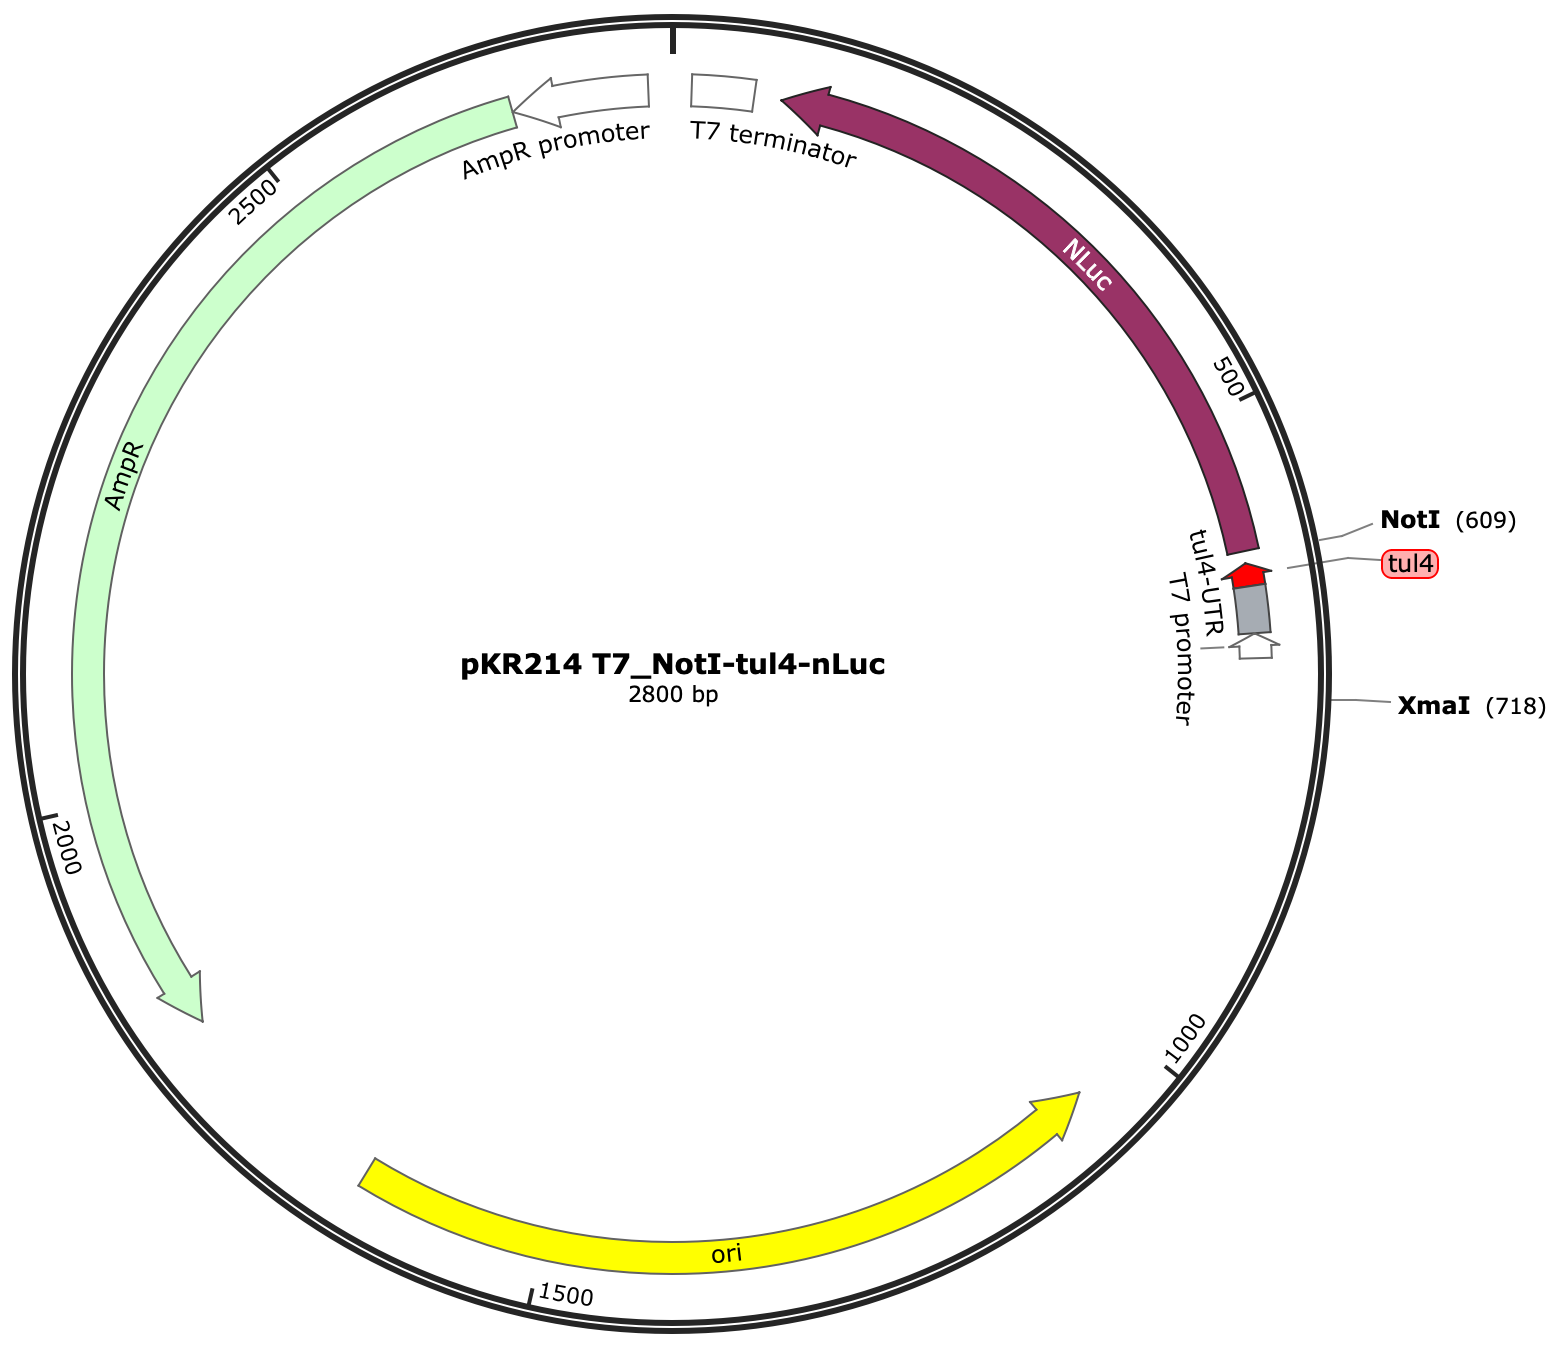 AmpR promoter
T7 terminator
2500
NLuc
500
AmpR
NotI (609)
tul4
tul4-UTR
T7 promoter
pKR214 T7_NotI-tul4-nLuc
2800 bp
XmaI (718)
2000
1000
ori
1500